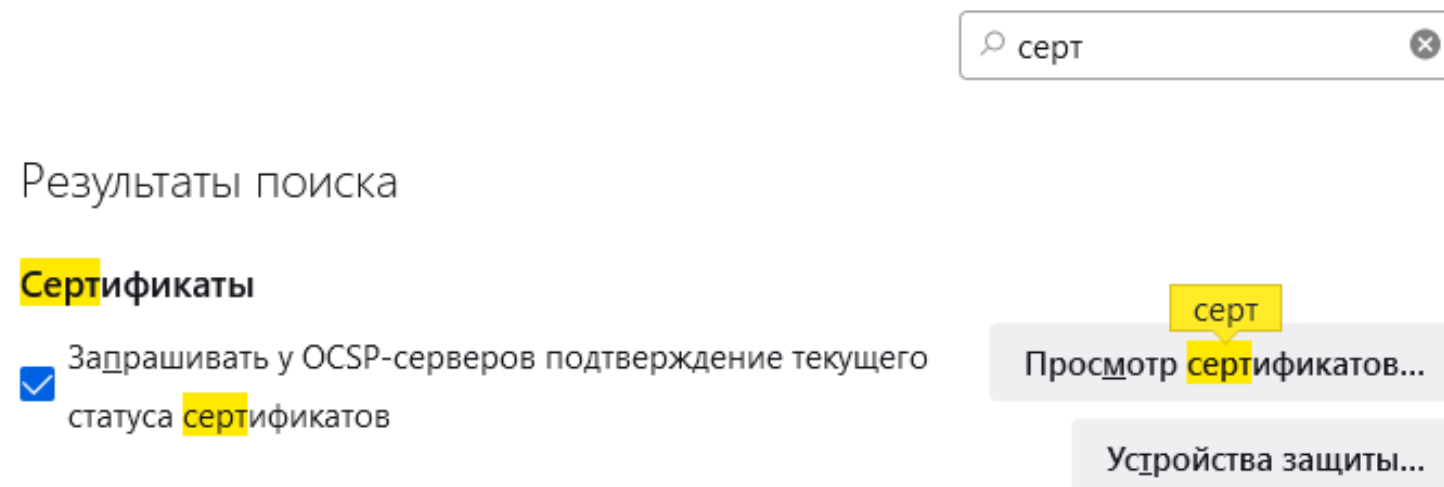 серт
Результаты поиска
Сертификаты
серт
Запрашивать у OCSP-серверов подтверждение текущего
статуса сертификатов
Просмотр сертификатов...
Устройства защиты...